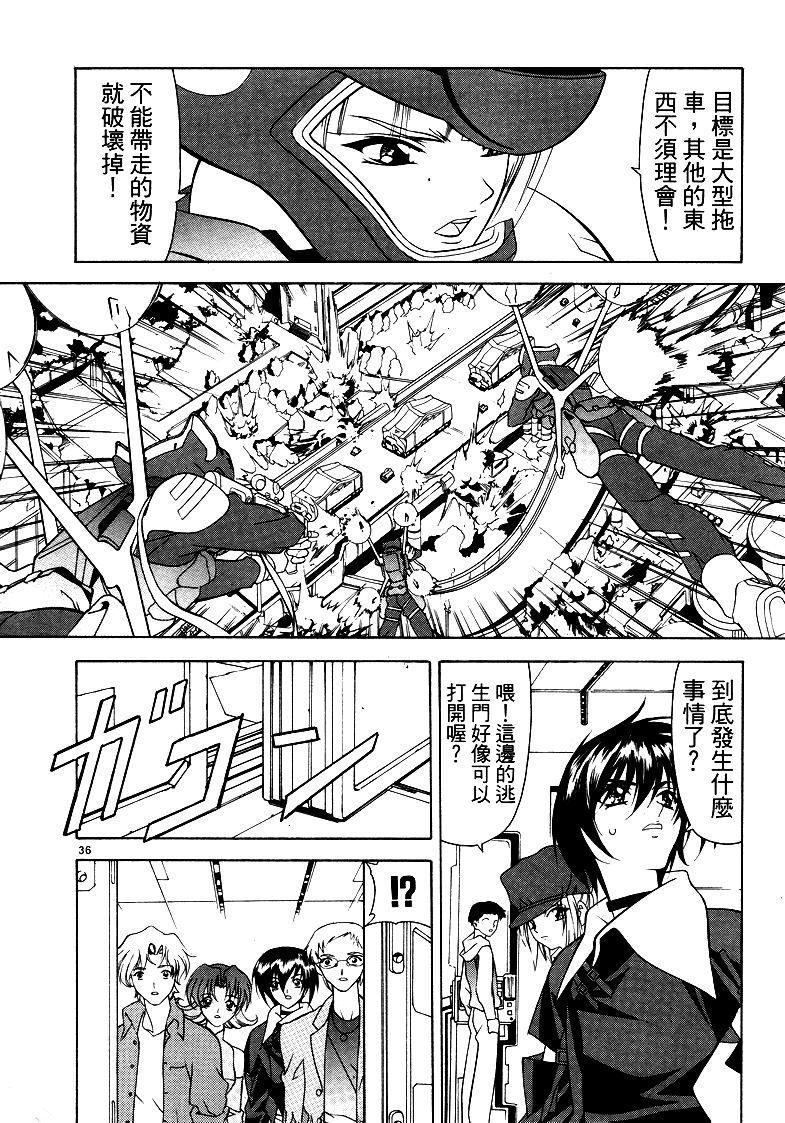 目標是大型拖
車，其他的東
西不須理會！
不能帶走的物資
就破壞掉！
到底發生什麼
事情了？
喂！這邊的逃
生門好像可以
打開喔？
ガコーン
!?
36